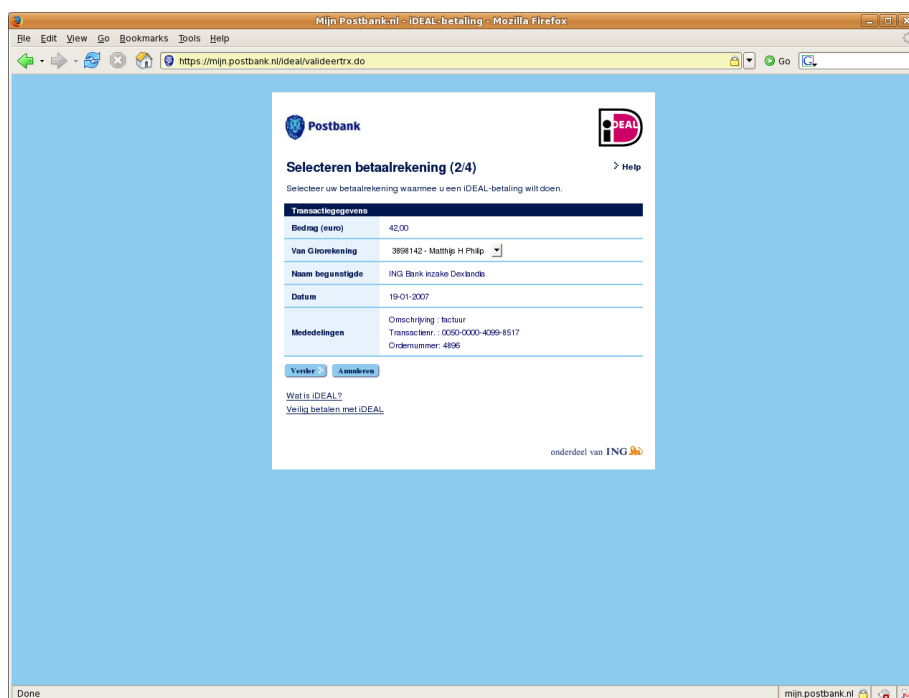 Mijn Postbank.nl - iDEAL-betaling - Mozilla Firefox
File Edit View Go Bookmarks Tools Help
https://mijn.postbank.nl/ideal/valideertrx.do
Go
Postbank
iDEAL
Selecteren betaalrekening (2/4)
Help
Selecteer uw betaalrekening waarmee u een iDEAL-betaling wilt doen.
Transactiegegevens
Bedrag (euro) 42,00
Van Girorekening 3898142 - Matthijs H Philip
Naam begunstigde ING Bank inzake Dexlandia
Datum 19-01-2007
Mededelingen
Omschrijving : factuur
Transactienr. : 0050-0000-4099-8517
Ordernummer: 4896
Verder
Annuleren
Wat is iDEAL?
Veilig betalen met iDEAL
onderdeel van ING
Done
mijn.postbank.nl